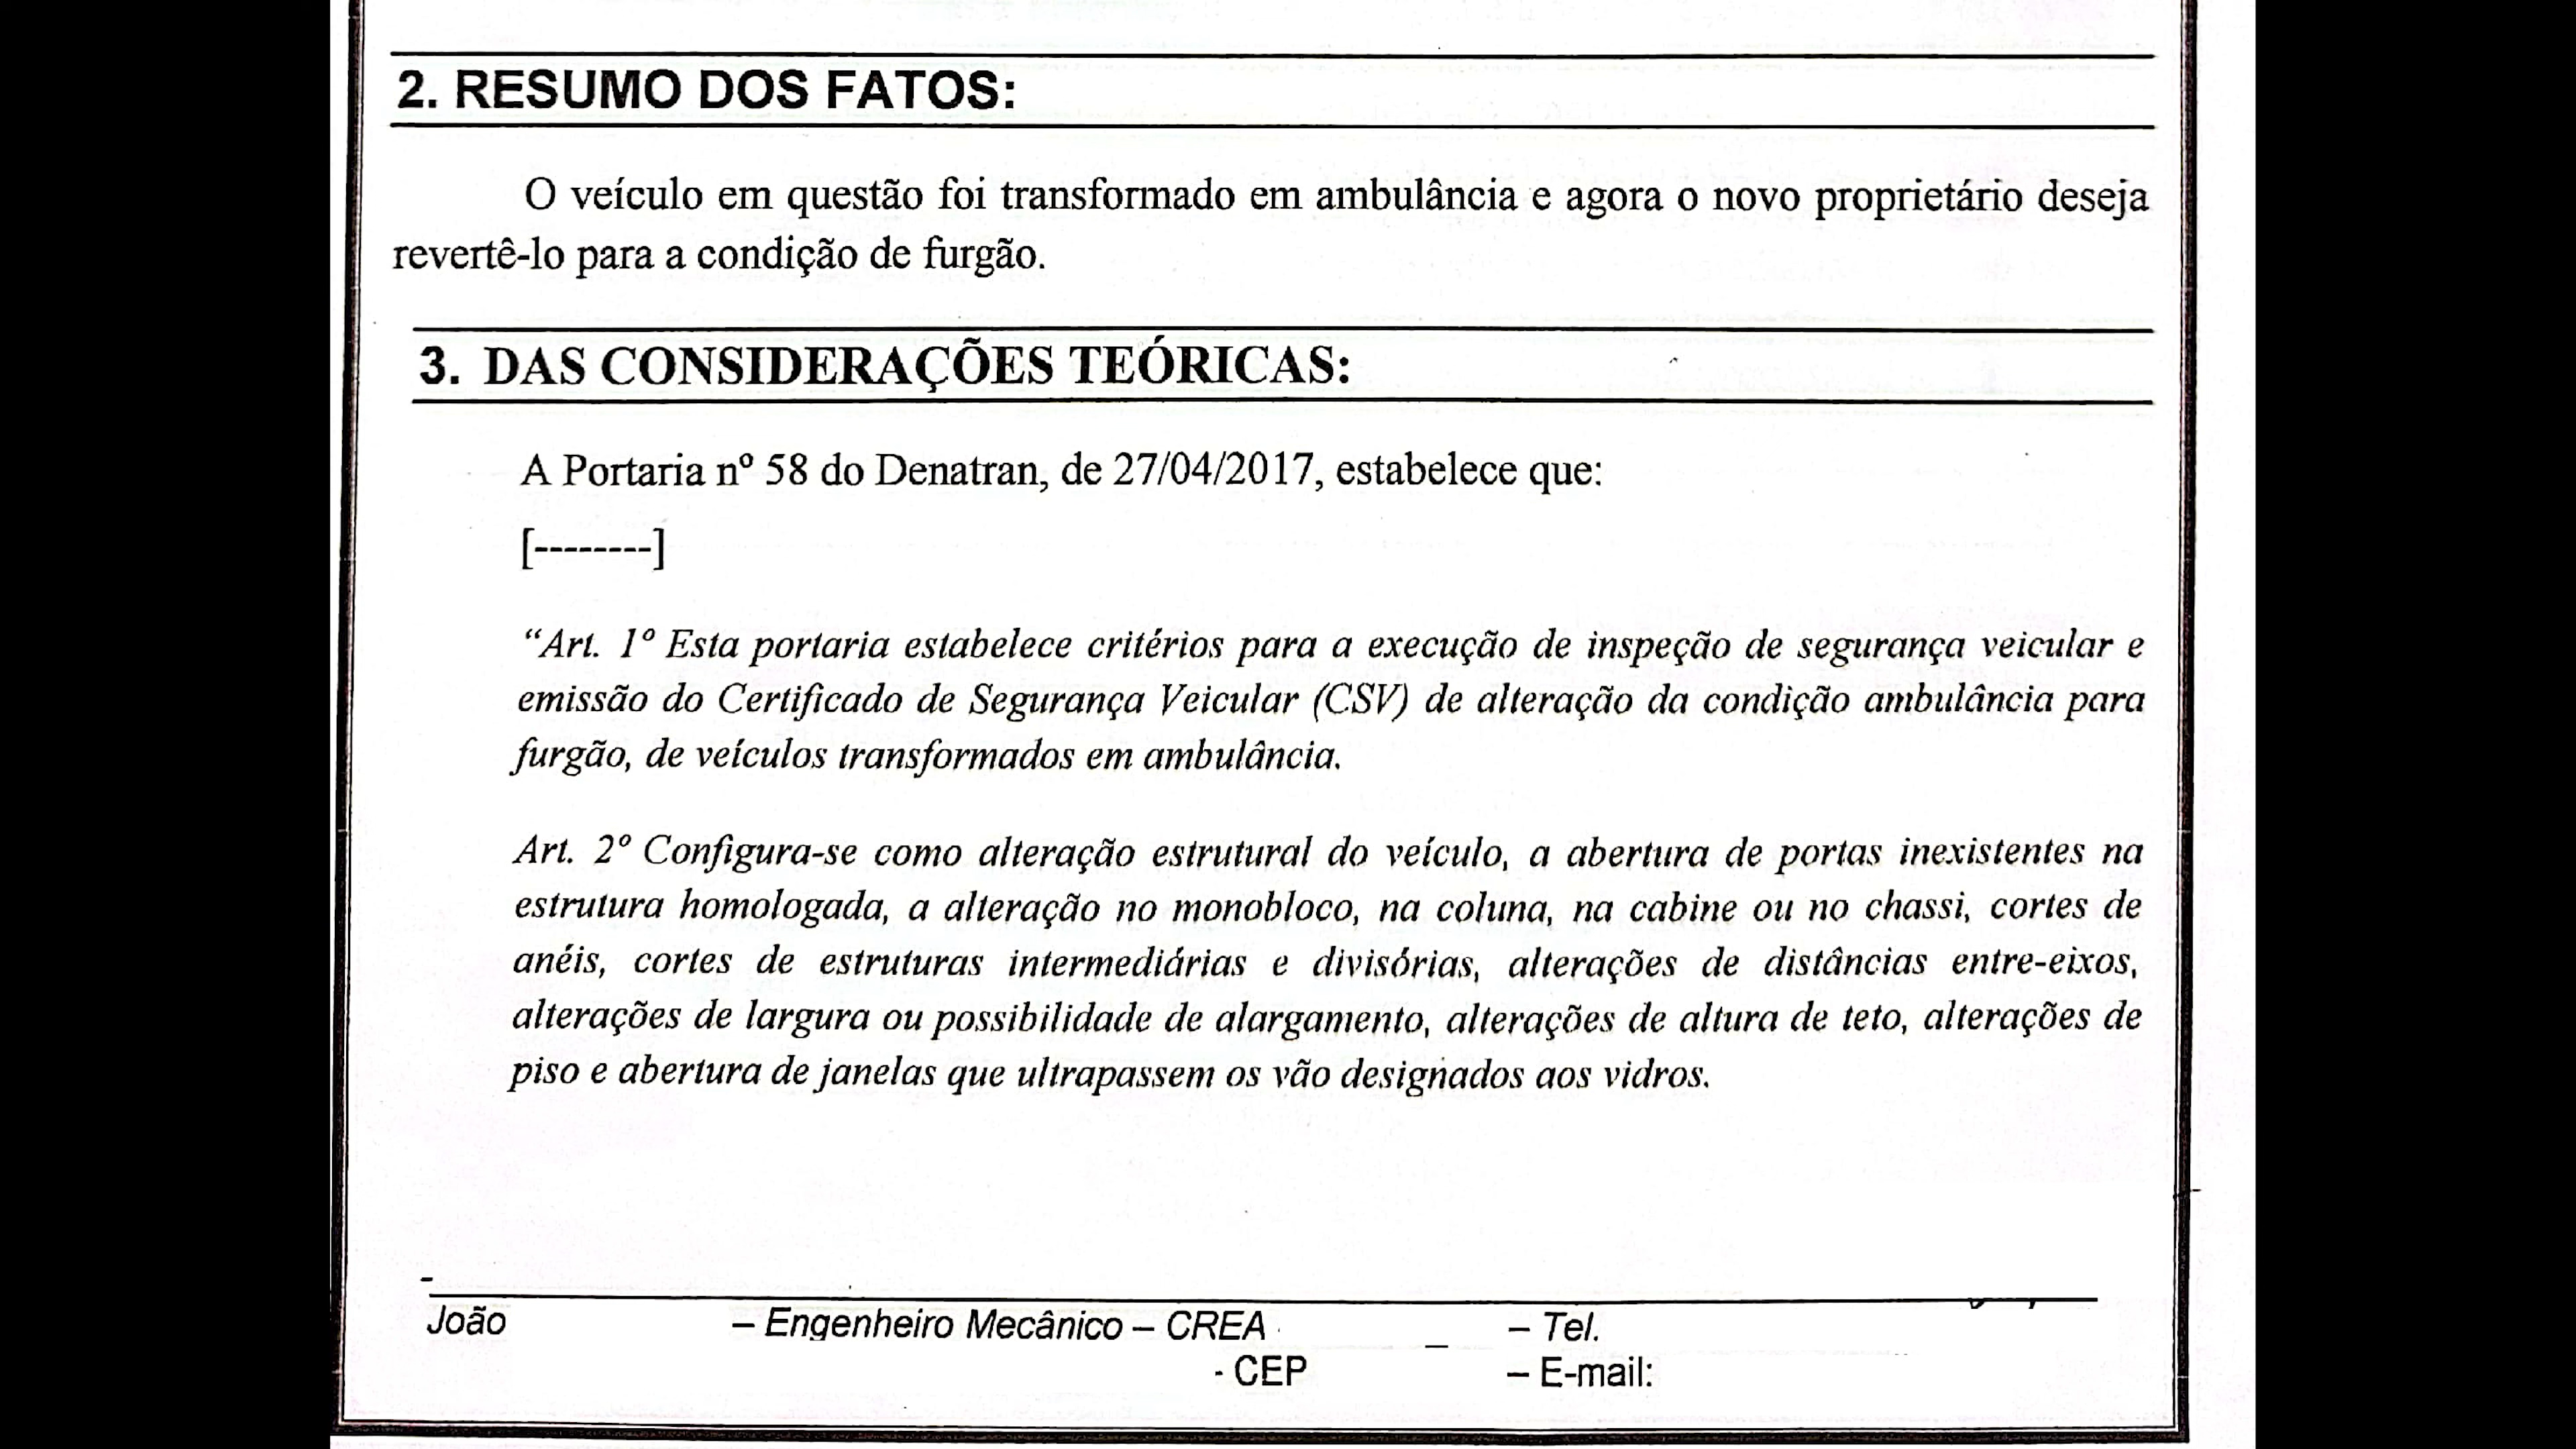 2. RESUMO DOS FATOS:
O veículo em questão foi transformado em ambulância e agora o novo proprietário deseja
revertê-lo para a condição de furgão.
3. DAS CONSIDERAÇÕES TEÓRICAS:
A Portaria nº 58 do Denatran, de 27/04/2017, estabelece que:
[---------]
“Art. 1º Esta portaria estabelece critérios para a execução de inspeção de segurança veicular e
emissão do Certificado de Segurança Veicular (CSV) de alteração da condição ambulância para
furgão, de veículos transformados em ambulância.
Art. 2º Configura-se como alteração estrutural do veículo, a abertura de portas inexistentes na
estrutura homologada, a alteração no monobloco, na coluna, na cabine ou no chassi, cortes de
anéis, cortes de estruturas intermediárias e divisórias, alterações de distâncias entre-eixos,
alterações de largura ou possibilidade de alargamento, alterações de altura de teto, alterações de
piso e abertura de janelas que ultrapassem os vão designados aos vidros.
João – Engenheiro Mecânico – CREA – Tel.
- CEP – E-mail: